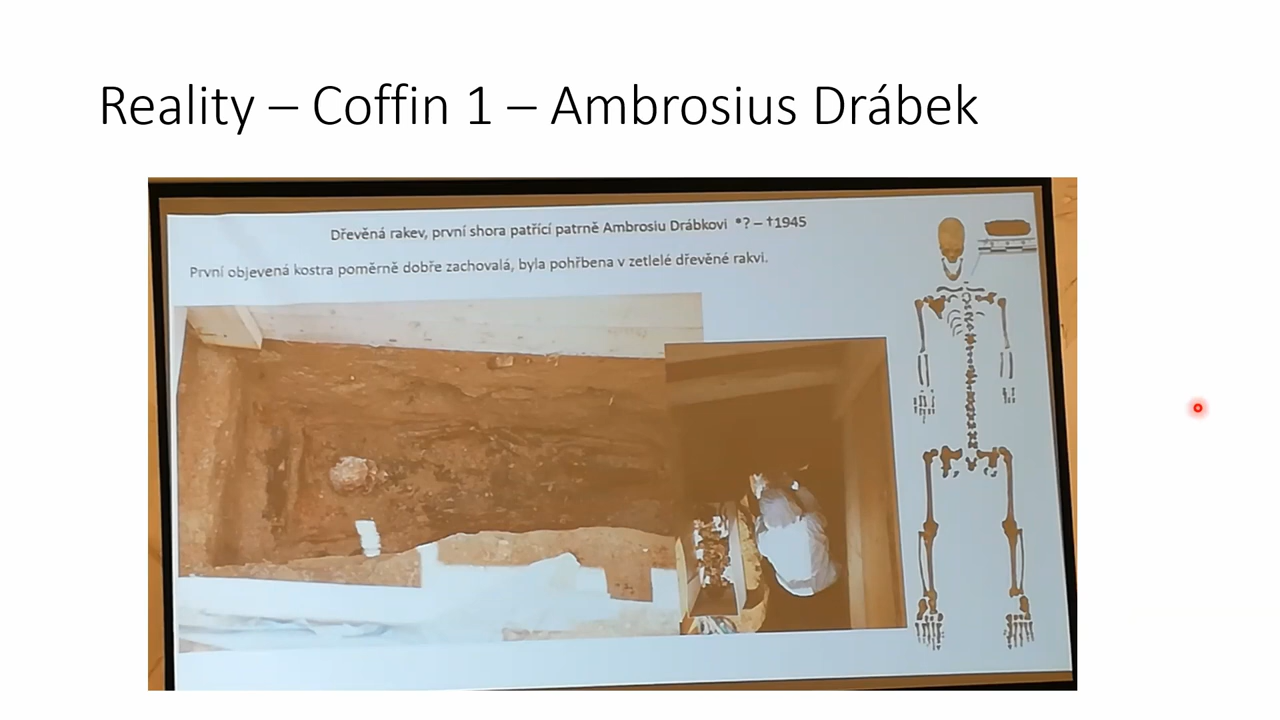 Reality – Coffin 1 – Ambrosius Drábek
Dřevěná rakev, první shora patřící patrně Ambrosiu Drábkovi *? – †1945
První objevená kostra poměrně dobře zachovalá, byla pohřbena v zetlelé dřevěné rakvi.